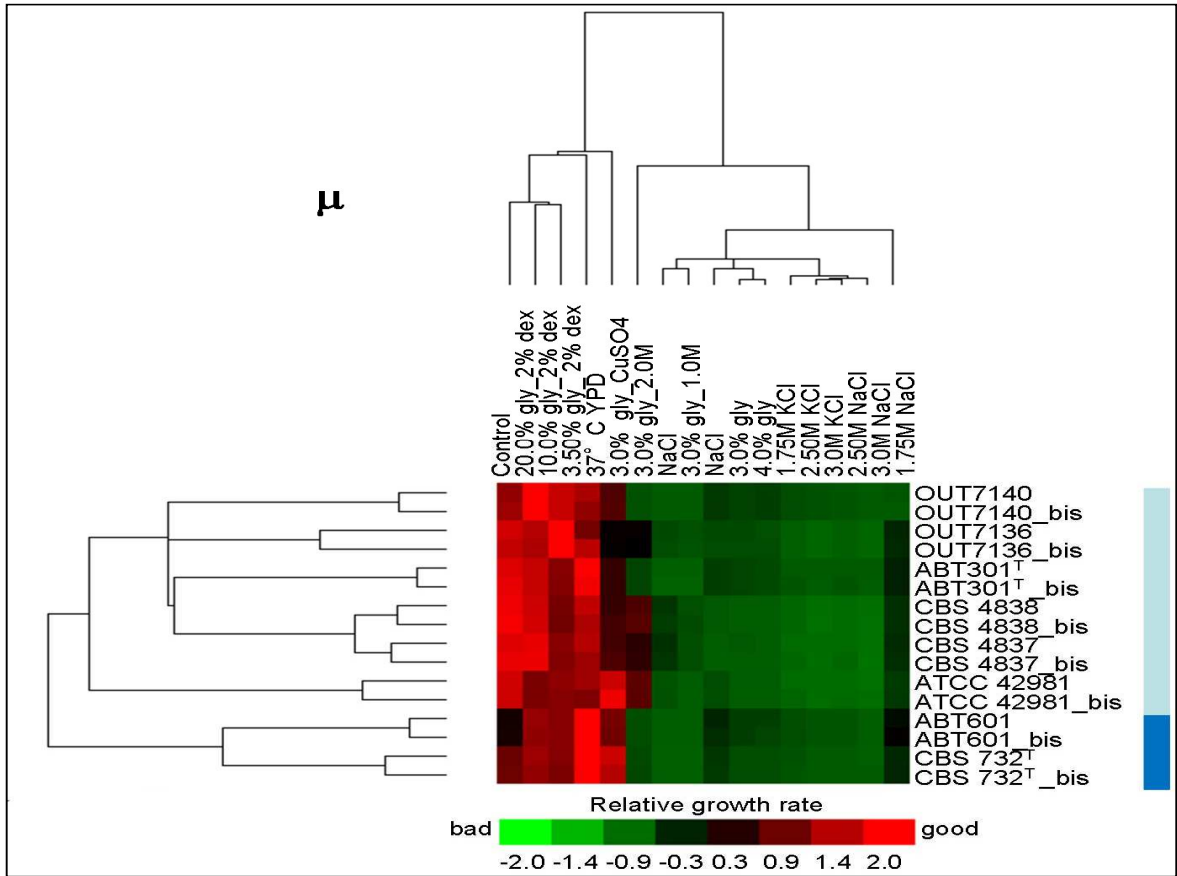 μ
Control
20.0% gly_2% dex
10.0% gly_2% dex
3.50% gly_ 2% dex
37° C YPD
3.0% gly_CuSO4
3.0% gly_2.0M
NaCl
3.0% gly_1.0M
NaCl
3.0% gly
4.0% gly
1.75M KCl
2.50M KCl
3.0M KCl
2.50M NaCl
3.0M NaCl
1.75M NaCl
OUT7140
OUT7140_bis
OUT7136
OUT7136_bis
ABT301ᵀ
ABT301ᵀ_bis
CBS 4838
CBS 4838_bis
CBS 4837
CBS 4837_bis
ATCC 42981
ATCC 42981_bis
ABT601
ABT601_bis
CBS 732ᵀ
CBS 732ᵀ_bis
Relative growth rate
bad good
-2.0 -1.4 -0.9 -0.3 0.3 0.9 1.4 2.0